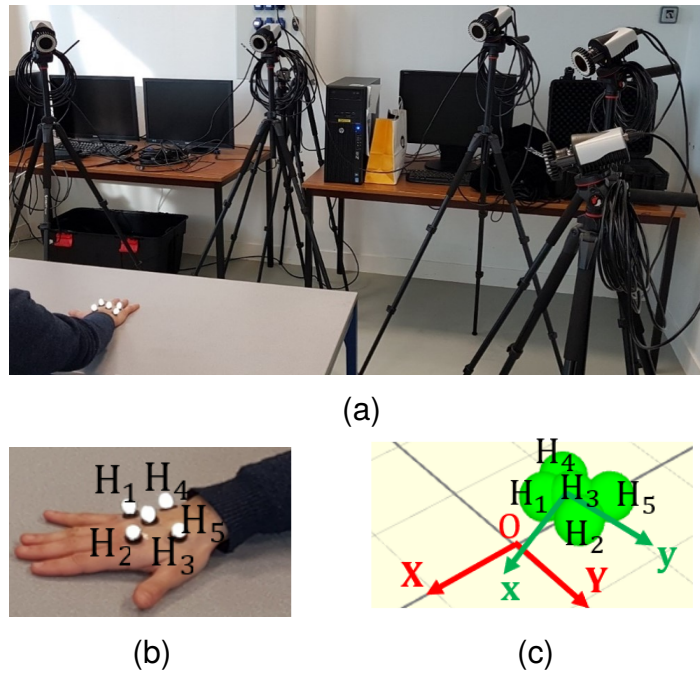 (a)
H₁ H₄
H₂ H₃ H₅
(b)
H₄
H₁ H₃ H₅
O H₂
X x Y y
(c)